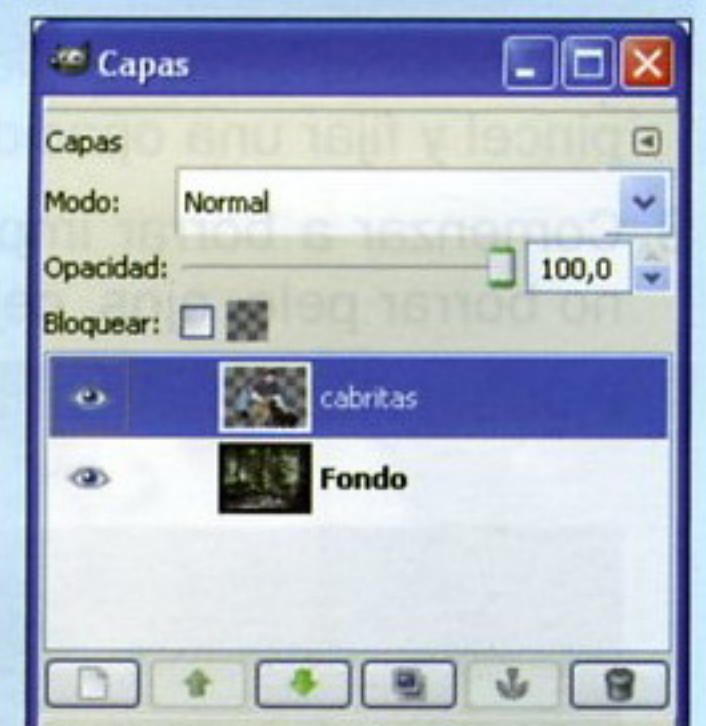 Capas
Capas
Modo: Normal
Opacidad: 100,0
Bloquear:
cabritas
Fondo